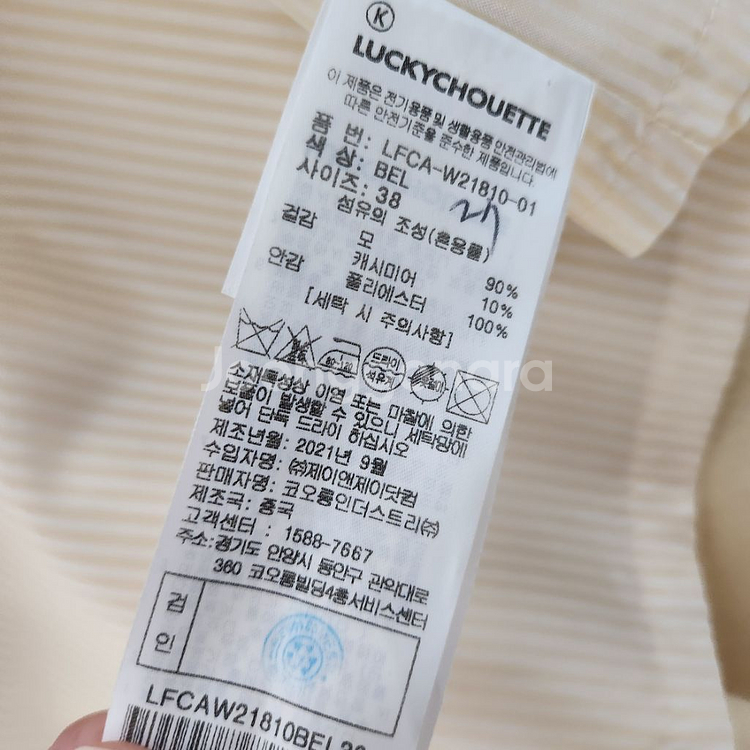 K
LUCKYCHOUETTE
이 제품은 전기용품 및 생활용품 안전관리법에
따른 안전기준을 준수한 제품입니다.
품 번: LFCA-W21810-01
색 상: BEL
사이즈: 38
섬유의 조성(혼용률)
겉감 모 90%
캐시미어 10%
안감 폴리에스터 100%
[세탁 시 주의사항]
드라이
석유계
소재특성상 이염 또는 마찰에 의한
보풀이 발생할 수 있으니 세탁망에
넣어 단독 드라이 하십시오
제조년월: 2021년 9월
수입자명: ㈜제이앤제이닷컴
판매자명: 코오롱인더스트리㈜
제조국: 중국
고객센터 : 1588-7667
주소:경기도 안양시 동안구 관악대로
360 코오롱빌딩4층서비스센터
검
인
LFCAW21810BEL38
Joonggonara